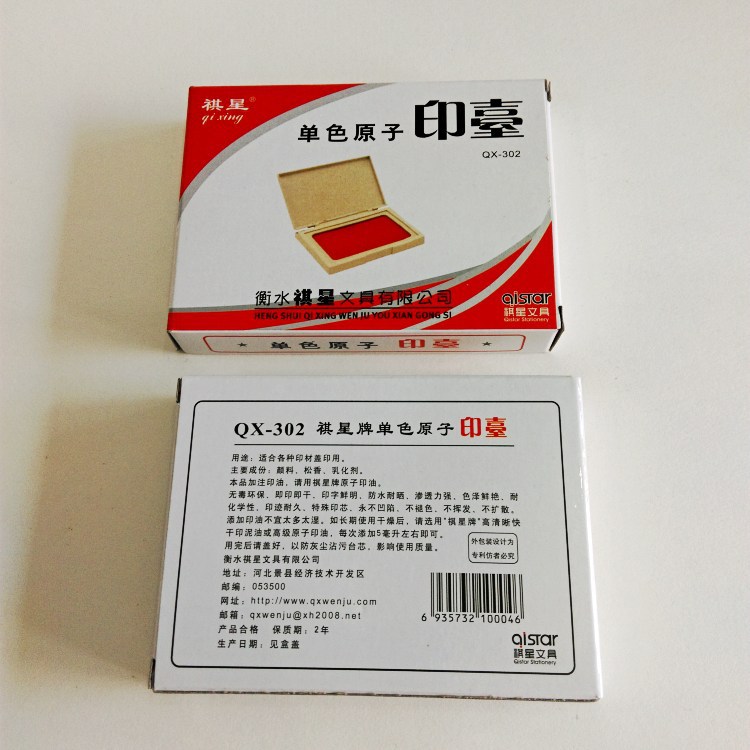 祺星®
qi xing
单色原子 印臺
QX-302
衡水祺星文具有限公司
HENG SHUI QI XING WEN JU YOU XIAN GONG SI
qistar
祺星文具
Qistar Stationery
★ 单色原子 印臺 ★
QX-302 祺星牌单色原子印臺
用途：适合各种印材盖印用。
主要成份：颜料、松香、乳化剂。
本品加注印油，请用祺星牌原子印油。
无毒环保、即印即干、印字鲜明、防水耐晒、渗透力强、色泽鲜艳、耐
化学性、印迹耐久、特殊印芯、永不凹陷、不褪色、不挥发、不扩散。
添加印油不宜太多太湿。如长期使用干燥后，请选用"祺星牌"高清晰快
干印泥油或高级原子印油，每次添加5毫升左右即可。
用完后请盖好，以防灰尘沾污台芯，影响使用质量。
衡水祺星文具有限公司
地址：河北景县经济技术开发区
邮编：053500
网址：http://www.qxwenju.com
邮箱：qxwenju@xh2008.net
产品合格 保质期：2年
生产日期：见盒盖
外包装设计为
专利仿者必究
6 935732 100046
qistar
祺星文具
Qistar Stationery